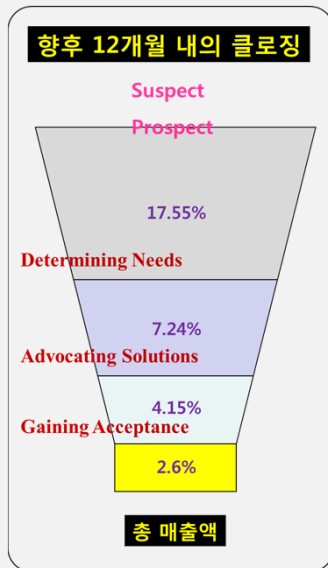 향후 12개월 내의 클로징
Suspect
Prospect
17.55%
Determining Needs
7.24%
Advocating Solutions
4.15%
Gaining Acceptance
2.6%
총 매출액